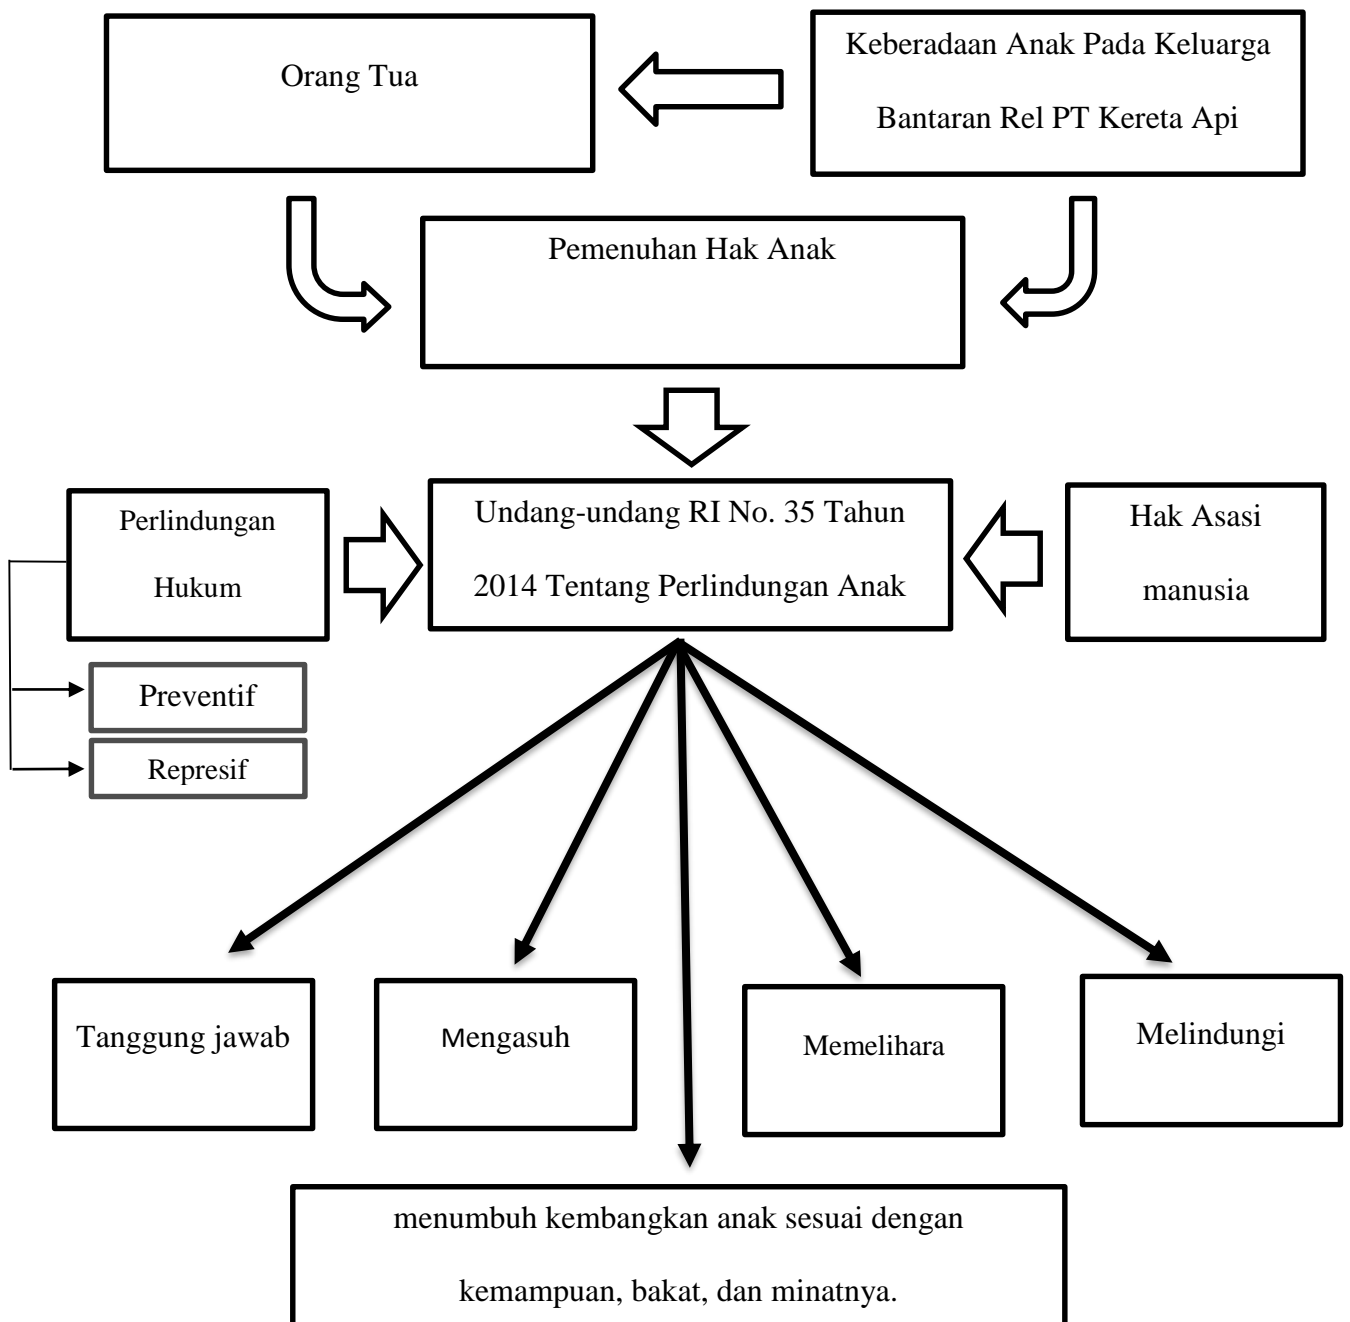 Orang Tua
Keberadaan Anak Pada Keluarga
Bantaran Rel PT Kereta Api
Pemenuhan Hak Anak
Perlindungan
Hukum
Undang-undang RI No. 35 Tahun
2014 Tentang Perlindungan Anak
Hak Asasi
manusia
Preventif
Represif
Tanggung jawab
Mengasuh
Memelihara
Melindungi
menumbuh kembangkan anak sesuai dengan
kemampuan, bakat, dan minatnya.